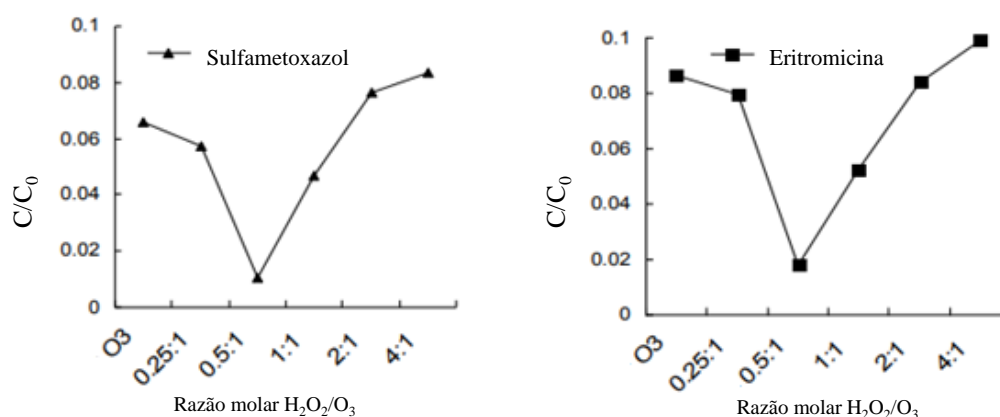 0.1
Sulfametoxazol
0.08
0.06
C/C₀
0.04
0.02
0
O3
0.25:1
0.5:1
1:1
2:1
4:1
Razão molar H₂O₂/O₃
0.1
Eritromicina
0.08
0.06
C/C₀
0.04
0.02
0
O3
0.25:1
0.5:1
1:1
2:1
4:1
Razão molar H₂O₂/O₃